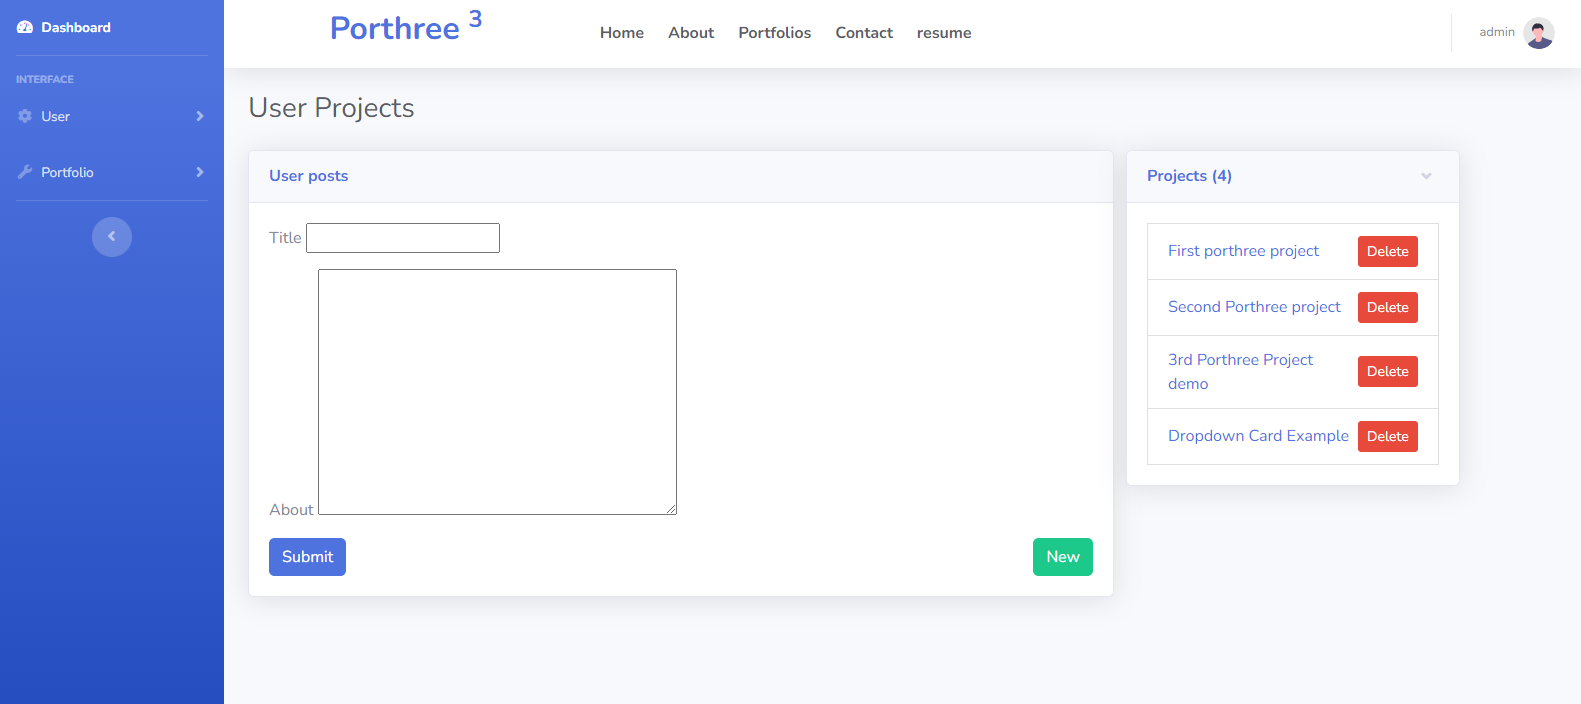 Dashboard
INTERFACE
User
Portfolio
Porthree 3
Home About Portfolios Contact resume
admin
User Projects
User posts
Title
About
Submit New
Projects (4)
First porthree project Delete
Second Porthree project Delete
3rd Porthree Project
demo Delete
Dropdown Card Example Delete